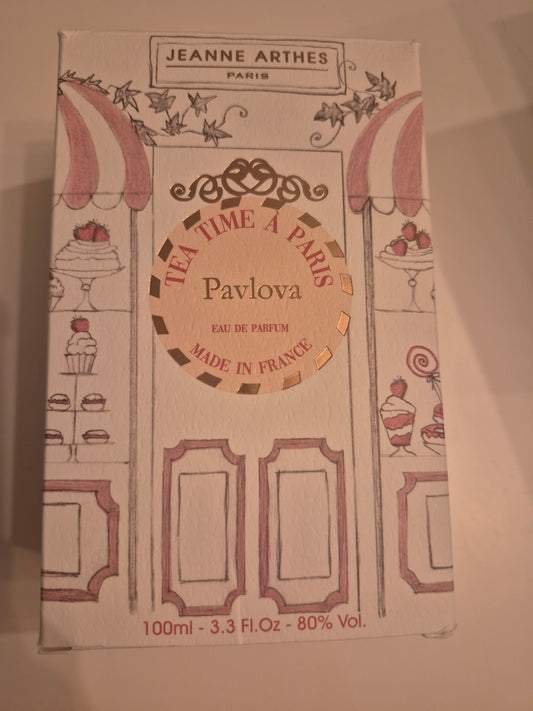 JEANNE ARTHES
PARIS
TEA TIME À PARIS
Pavlova
EAU DE PARFUM
MADE IN FRANCE
100ml - 3.3 Fl.Oz - 80% Vol.